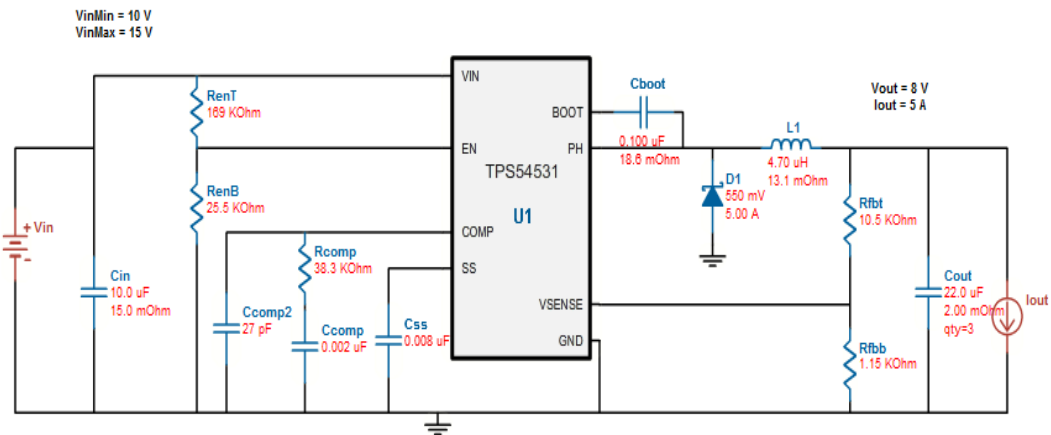 VinMin = 10 V
VinMax = 15 V
RenT
169 KOhm
RenB
25.5 KOhm
+ Vin
-
Cin
10.0 uF
15.0 mOhm
Ccomp2
27 pF
Rcomp
38.3 KOhm
Ccomp
0.002 uF
Css
0.008 uF
VIN
BOOT
EN
PH
TPS54531
U1
COMP
SS
VSENSE
GND
Cboot
0.100 uF
18.6 mOhm
D1
550 mV
5.00 A
L1
4.70 uH
13.1 mOhm
Vout = 8 V
Iout = 5 A
Rfbt
10.5 KOhm
Rfbb
1.15 KOhm
Cout
22.0 uF
2.00 mOhm
qty=3
Iout